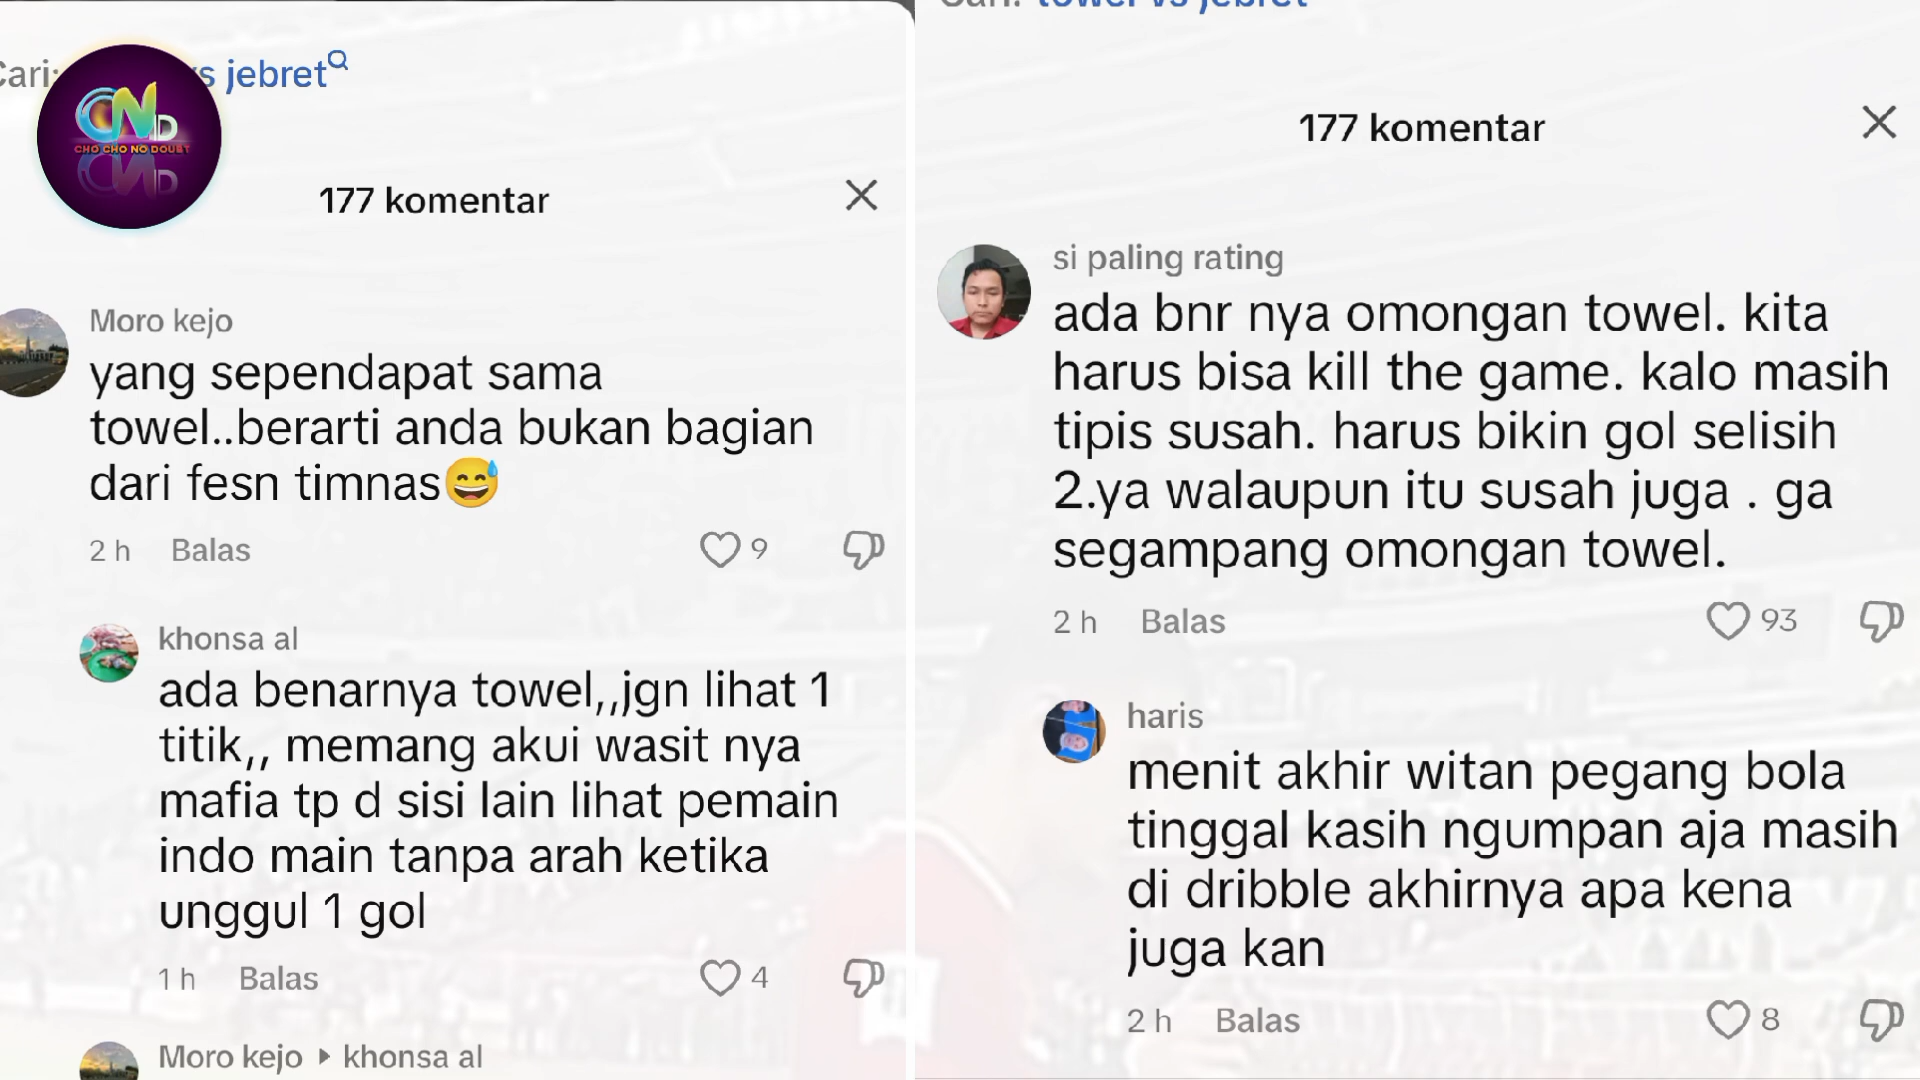 Cari:
s jebret
CND
CHO CHO NO DOUBT
177 komentar
Moro kejo
yang sependapat sama
towel..berarti anda bukan bagian
dari fesn timnas😅
2 h Balas 9
khonsa al
ada benarnya towel,,jgn lihat 1
titik,, memang akui wasit nya
mafia tp d sisi lain lihat pemain
indo main tanpa arah ketika
unggul 1 gol
1 h Balas 4
Moro kejo ▸ khonsa al
Cari: towel vs jebret
177 komentar
si paling rating
ada bnr nya omongan towel. kita
harus bisa kill the game. kalo masih
tipis susah. harus bikin gol selisih
2.ya walaupun itu susah juga . ga
segampang omongan towel.
2 h Balas 93
haris
menit akhir witan pegang bola
tinggal kasih ngumpan aja masih
di dribble akhirnya apa kena
juga kan
2 h Balas 8